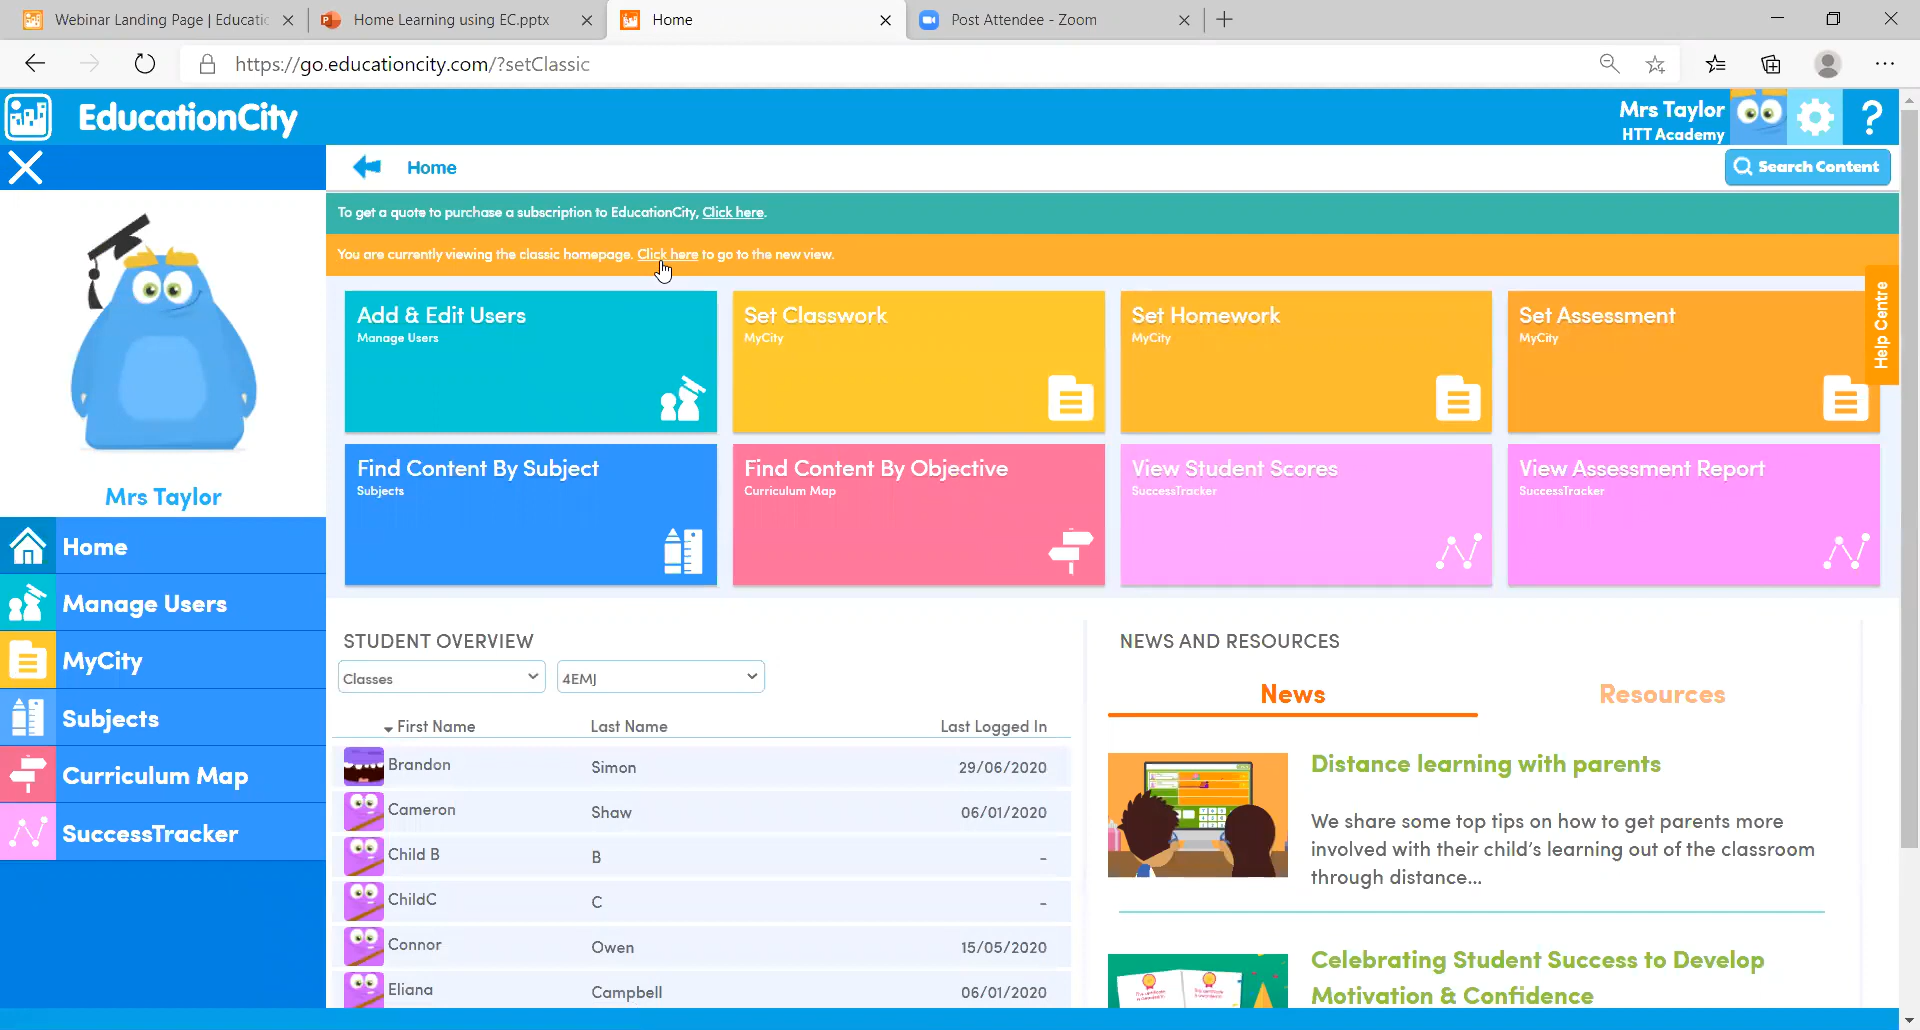 Webinar Landing Page | Educatic
Home Learning using EC.pptx
Home
Post Attendee - Zoom
https://go.educationcity.com/?setClassic
EducationCity
Mrs Taylor
HTT Academy
?
Home
Search Content
To get a quote to purchase a subscription to EducationCity, Click here.
You are currently viewing the classic homepage. Click here to go to the new view.
Help Centre
Add & Edit Users
Manage Users
Set Classwork
MyCity
Set Homework
MyCity
Set Assessment
MyCity
Find Content By Subject
Subjects
Find Content By Objective
Curriculum Map
View Student Scores
SuccessTracker
View Assessment Report
SuccessTracker
Mrs Taylor
Home
Manage Users
MyCity
Subjects
Curriculum Map
SuccessTracker
STUDENT OVERVIEW
Classes
4EMJ
First Name Last Name Last Logged In
Brandon Simon 29/06/2020
Cameron Shaw 06/01/2020
Child B B -
ChildC C -
Connor Owen 15/05/2020
Eliana Campbell 06/01/2020
NEWS AND RESOURCES
News
Resources
Distance learning with parents
We share some top tips on how to get parents more
involved with their child's learning out of the classroom
through distance...
Celebrating Student Success to Develop
Motivation & Confidence